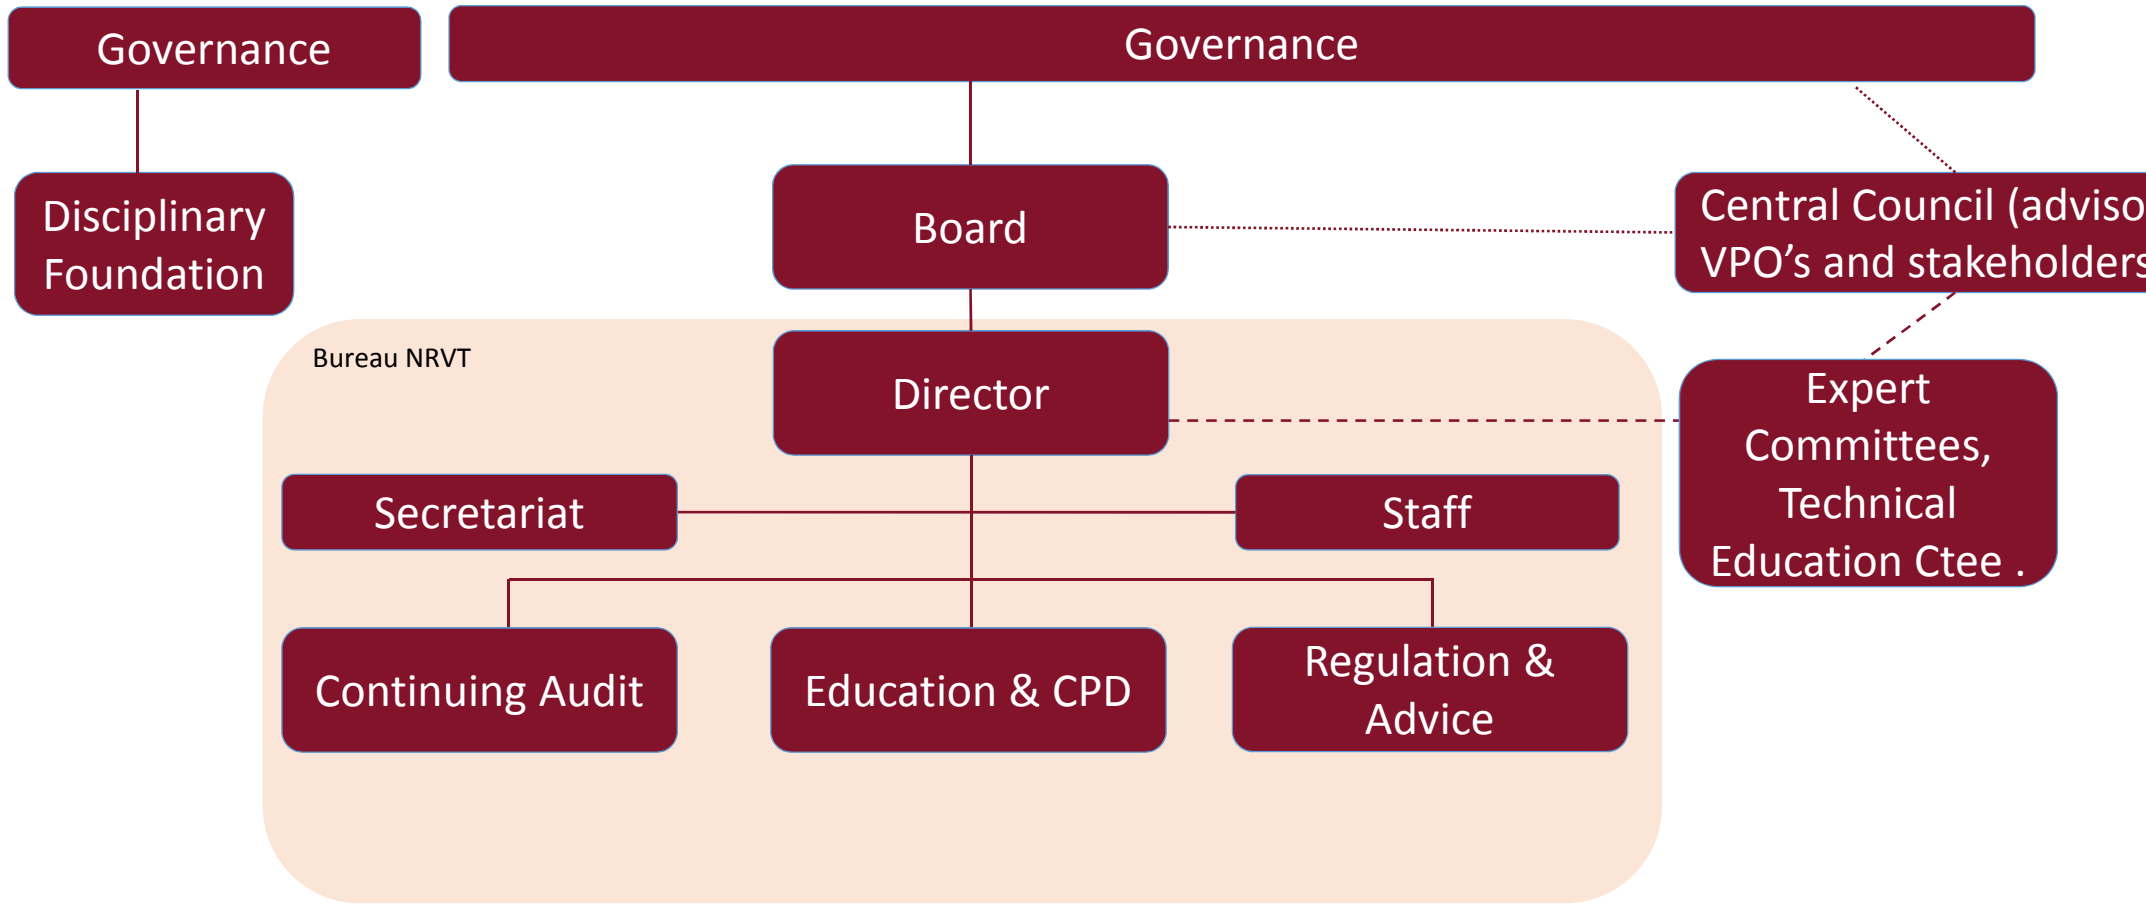 Governance
Governance
Disciplinary
Foundation
Board
Central Council (adviso
VPO’s and stakeholders
Bureau NRVT
Director
Expert
Committees,
Technical
Education Ctee .
Secretariat
Staff
Continuing Audit
Education & CPD
Regulation &
Advice